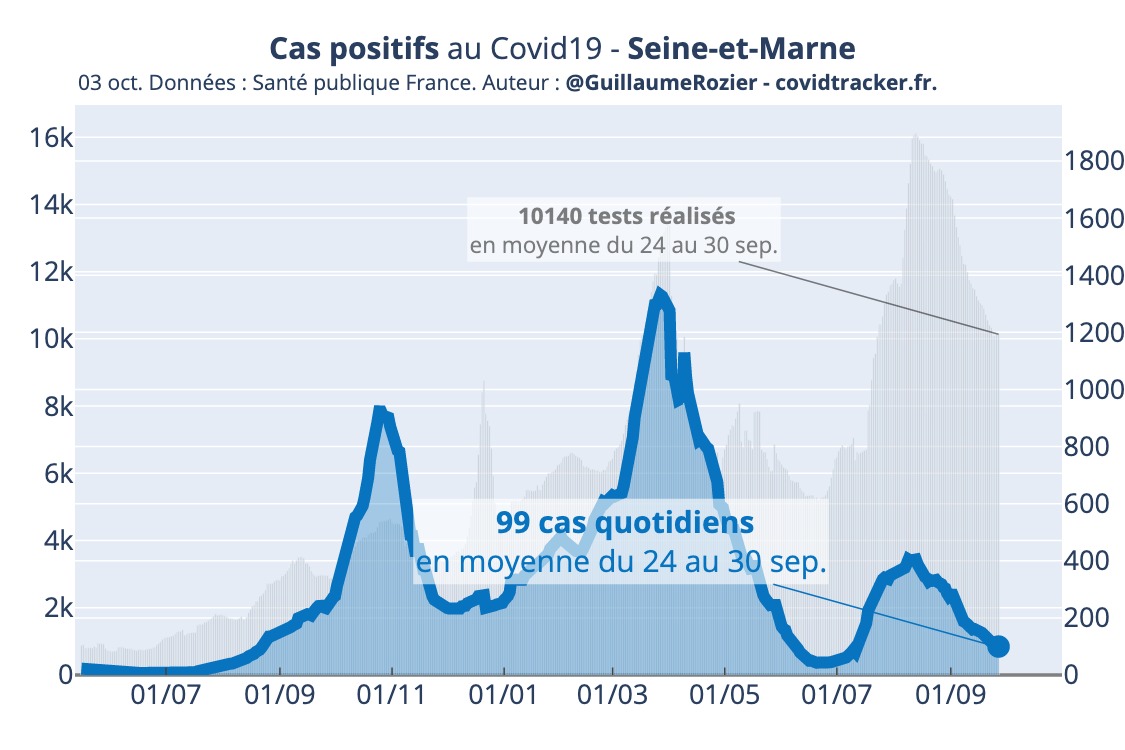 Cas positifs au Covid19 - Seine-et-Marne
03 oct. Données : Santé publique France. Auteur : @GuillaumeRozier - covidtracker.fr.
16k
14k
12k
10k
8k
6k
4k
2k
0
1800
1600
1400
1200
1000
800
600
400
200
0
10140 tests réalisés
en moyenne du 24 au 30 sep.
99 cas quotidiens
en moyenne du 24 au 30 sep.
01/07 01/09 01/11 01/01 01/03 01/05 01/07 01/09